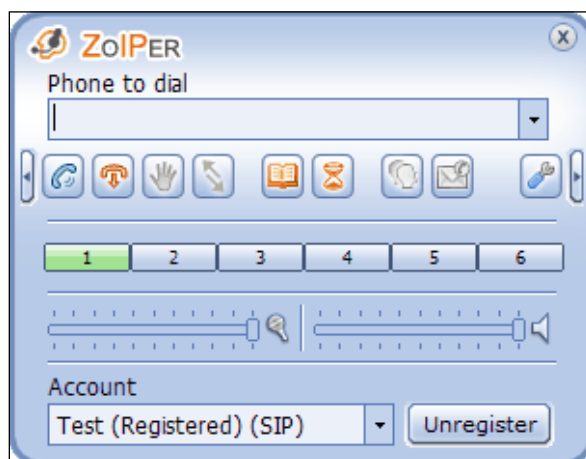 ZOIPER
Phone to dial
1 2 3 4 5 6
Account
Test (Registered) (SIP)
Unregister